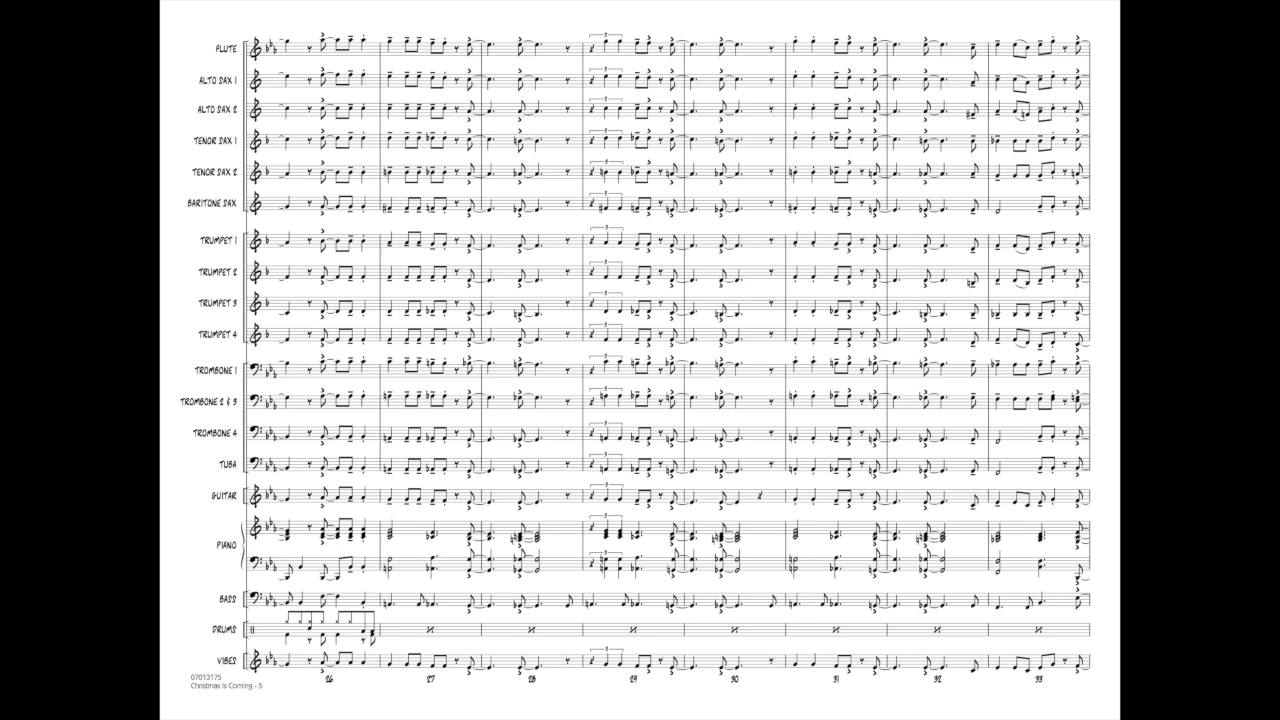 FLUTE
ALTO SAX 1
ALTO SAX 2
TENOR SAX 1
TENOR SAX 2
BARITONE SAX
TRUMPET 1
TRUMPET 2
TRUMPET 3
TRUMPET 4
TROMBONE 1
TROMBONE 2 & 3
TROMBONE 4
TUBA
GUITAR
PIANO
BASS
DRUMS
VIBES
26 27 28 29 30 31 32 33
07013175
Christmas Is Coming - 5